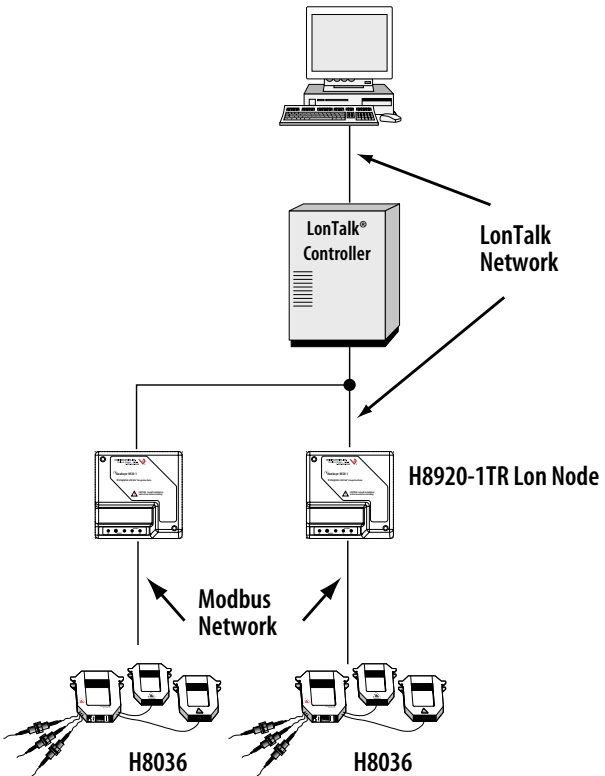 LonTalk®
Controller
LonTalk
Network
H8920-1TR Lon Node
Modbus
Network
H8036
H8036